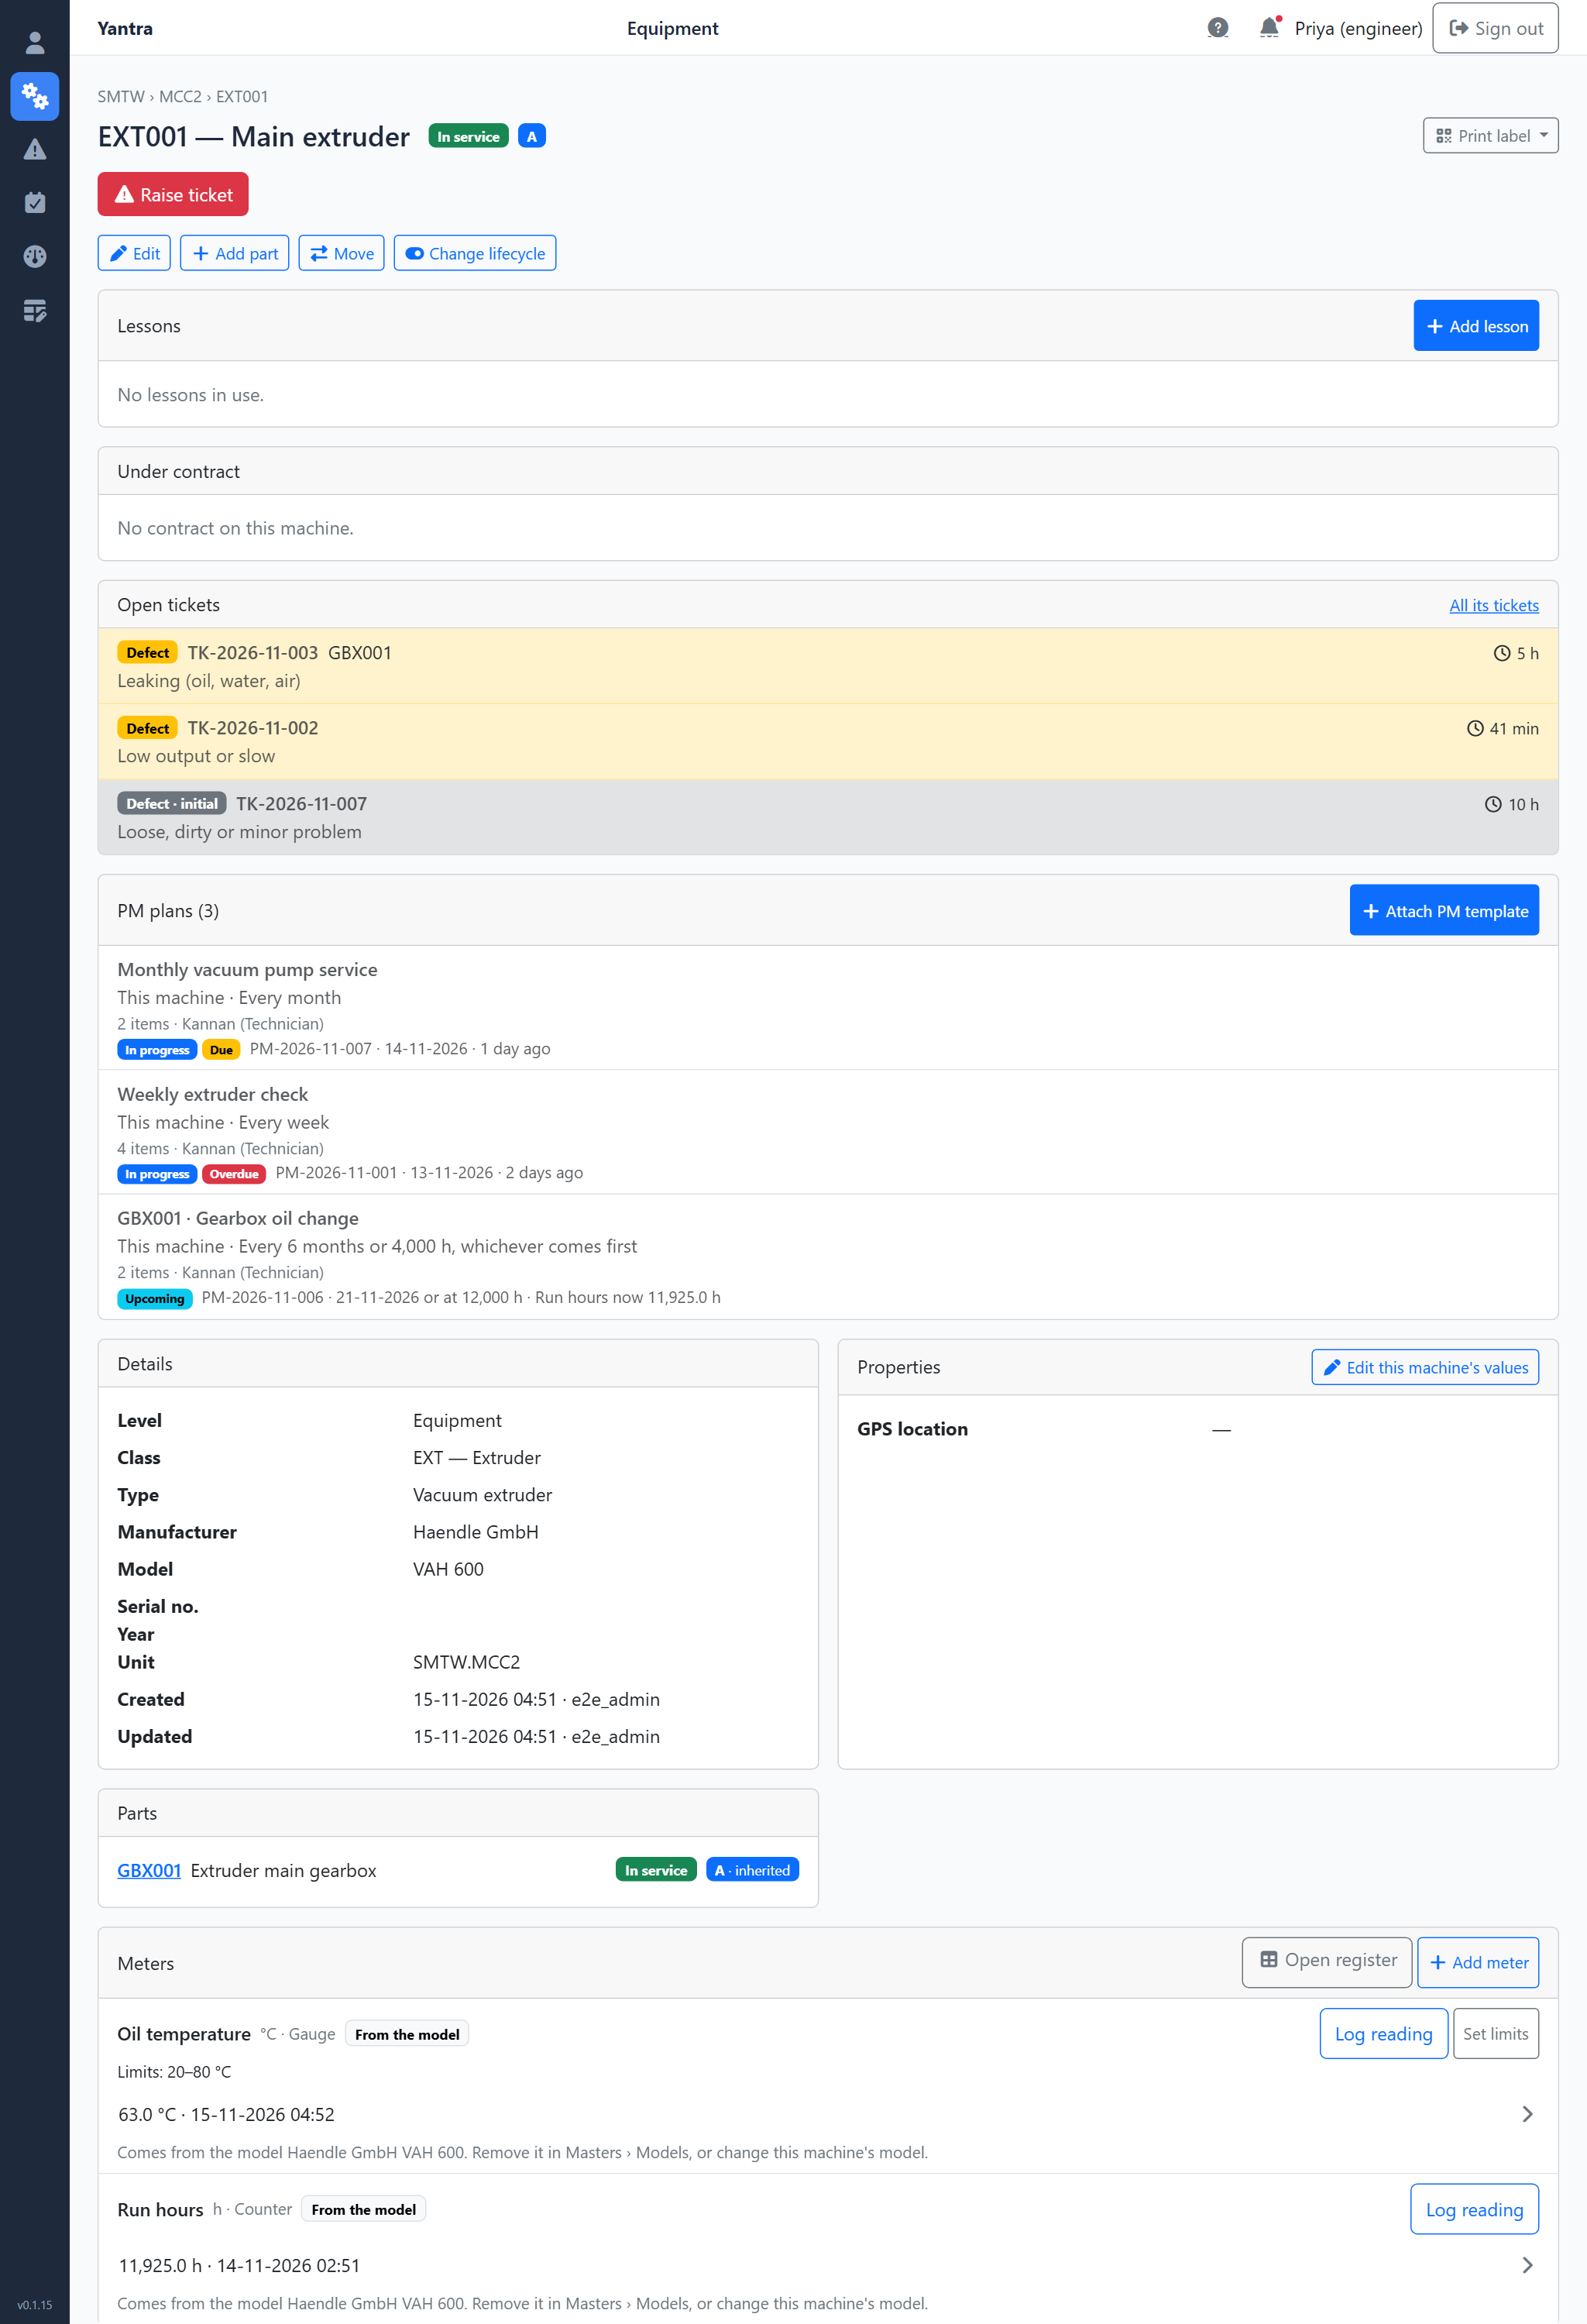 Yantra
Equipment
Priya (engineer)
Sign out
SMTW › MCC2 › EXT001
EXT001 — Main extruder
In service
A
Print label
Raise ticket
Edit
Add part
Move
Change lifecycle
Lessons
Add lesson
No lessons in use.
Under contract
No contract on this machine.
Open tickets
All its tickets
Defect TK-2026-11-003 GBX001
5 h
Leaking (oil, water, air)
Defect TK-2026-11-002
41 min
Low output or slow
Defect · initial TK-2026-11-007
10 h
Loose, dirty or minor problem
PM plans (3)
Attach PM template
Monthly vacuum pump service
This machine · Every month
2 items · Kannan (Technician)
In progress Due PM-2026-11-007 · 14-11-2026 · 1 day ago
Weekly extruder check
This machine · Every week
4 items · Kannan (Technician)
In progress Overdue PM-2026-11-001 · 13-11-2026 · 2 days ago
GBX001 · Gearbox oil change
This machine · Every 6 months or 4,000 h, whichever comes first
2 items · Kannan (Technician)
Upcoming PM-2026-11-006 · 21-11-2026 or at 12,000 h · Run hours now 11,925.0 h
Details
Level Equipment
Class EXT — Extruder
Type Vacuum extruder
Manufacturer Haendle GmbH
Model VAH 600
Serial no.
Year
Unit SMTW.MCC2
Created 15-11-2026 04:51 · e2e_admin
Updated 15-11-2026 04:51 · e2e_admin
Properties
Edit this machine's values
GPS location —
Parts
GBX001 Extruder main gearbox
In service
A · inherited
Meters
Open register
Add meter
Oil temperature °C · Gauge From the model
Log reading
Set limits
Limits: 20–80 °C
63.0 °C · 15-11-2026 04:52
Comes from the model Haendle GmbH VAH 600. Remove it in Masters › Models, or change this machine's model.
Run hours h · Counter From the model
Log reading
11,925.0 h · 14-11-2026 02:51
Comes from the model Haendle GmbH VAH 600. Remove it in Masters › Models, or change this machine's model.
v0.1.15